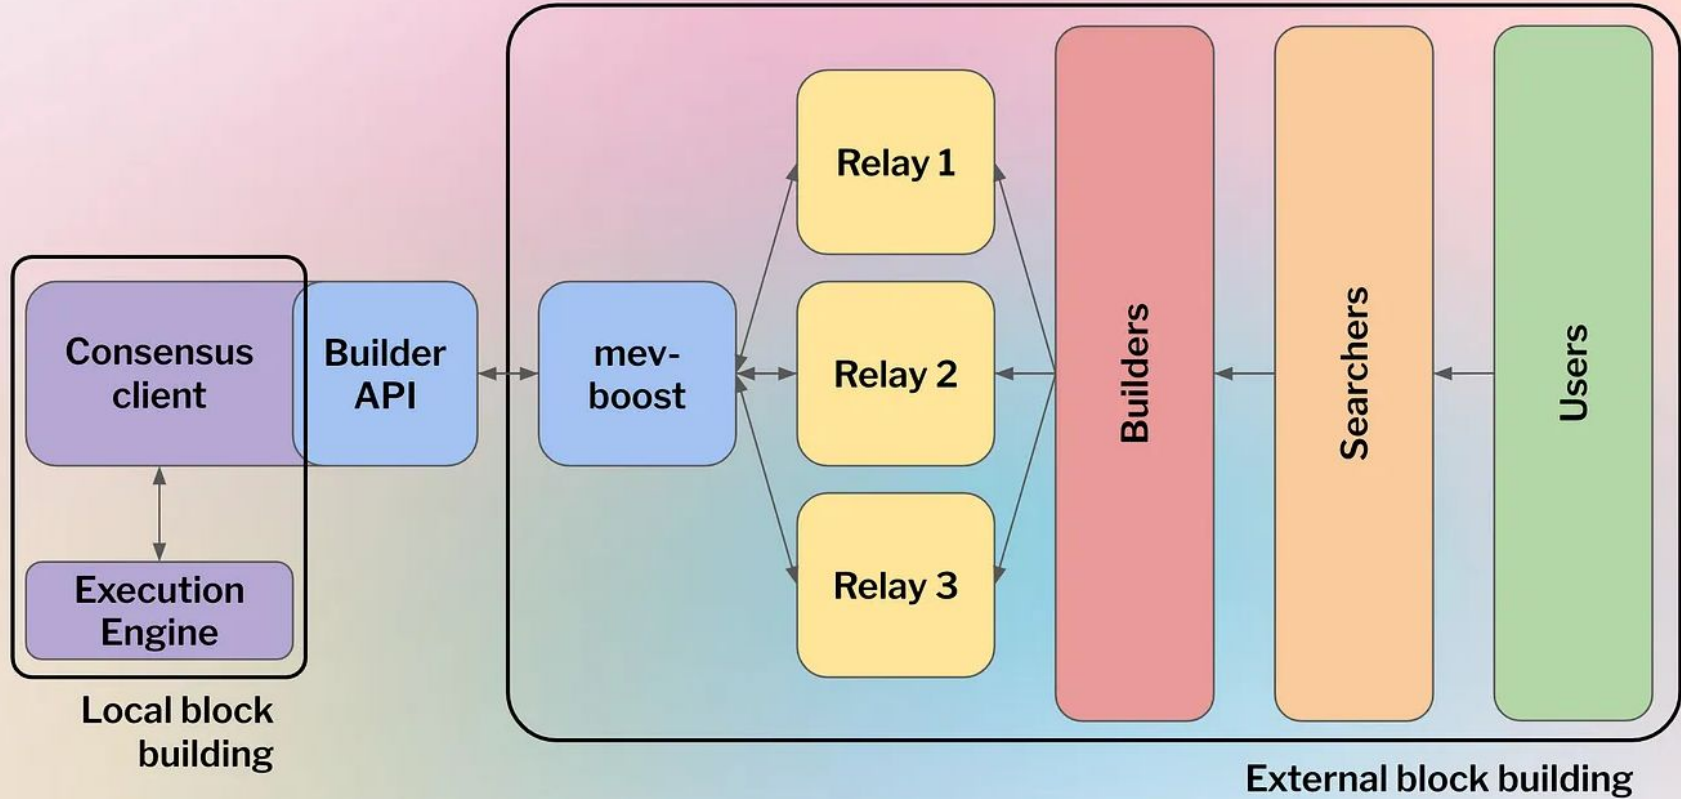 Consensus
client
Builder
API
mev-
boost
Relay 1
Relay 2
Relay 3
Builders
Searchers
Users
Execution
Engine
Local block
building
External block building